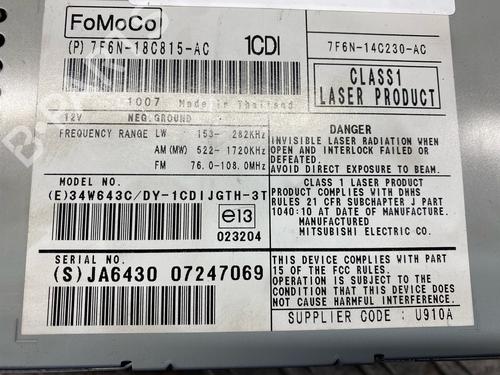 FoMoCo
(P) 7F6N-18C815-AC 1CDI 7F6N-14C230-AC
CLASS1
LASER PRODUCT
1007 Made in Thailand
12V NEG.GROUND
FREQUENCY RANGE LW 153- 282KHz
AM (MW) 522- 1720KHz
FM 76.0-108.0MHz
DANGER
INVISIBLE LASER RADIATION WHEN
OPEN AND INTERLOCK FAILED OR
DEFEATED.
AVOID DIRECT EXPOSURE TO BEAM.
MODEL NO.
(E)34W643C/DY-1CDIJGTH-3T
e13
023204
CLASS 1 LASER PRODUCT
PRODUCT COMPLIES WITH DHHS
RULES 21 CFR SUBCHAPTER J PART
1040:10 AT DATE OF MANUFACTURE.
MANUFACTURED
MITSUBISHI ELECTRIC CO.
SERIAL NO.
(S)JA6430 07247069
THIS DEVICE COMPLIES WITH PART
15 OF THE FCC RULES.
OPERATION IS SUBJECT TO THE
CONDITION THAT THIS DEVICE DOES
NOT CAUSE HARMFUL INTERFERENCE.
SUPPLIER CODE : U910A